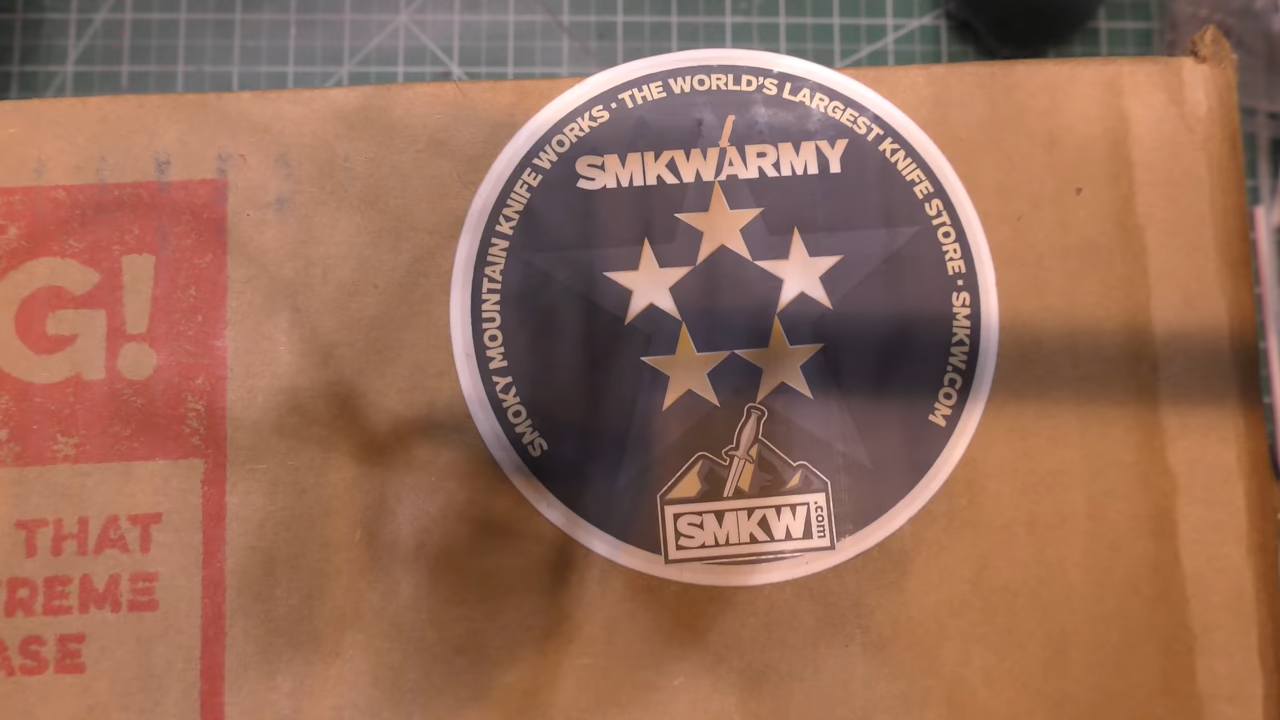 SMOKY MOUNTAIN KNIFE WORKS · THE WORLD'S LARGEST KNIFE STORE · SMKW.COM
SMKWARMY
SMKW
.com
G!
THAT
REME
ASE